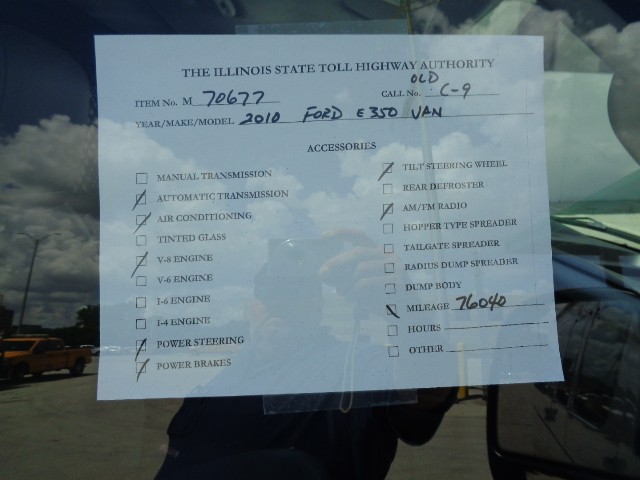 THE ILLINOIS STATE TOLL HIGHWAY AUTHORITY
OLD
ITEM No. M 70677 CALL No. C-9
YEAR/MAKE/MODEL 2010 FORD E350 VAN
ACCESSORIES
MANUAL TRANSMISSION
AUTOMATIC TRANSMISSION
AIR CONDITIONING
TINTED GLASS
V-8 ENGINE
V-6 ENGINE
I-6 ENGINE
I-4 ENGINE
POWER STEERING
POWER BRAKES
TILT STEERING WHEEL
REAR DEFROSTER
AM/FM RADIO
HOPPER TYPE SPREADER
TAILGATE SPREADER
RADIUS DUMP SPREADER
DUMP BODY
MILEAGE 76040
HOURS
OTHER